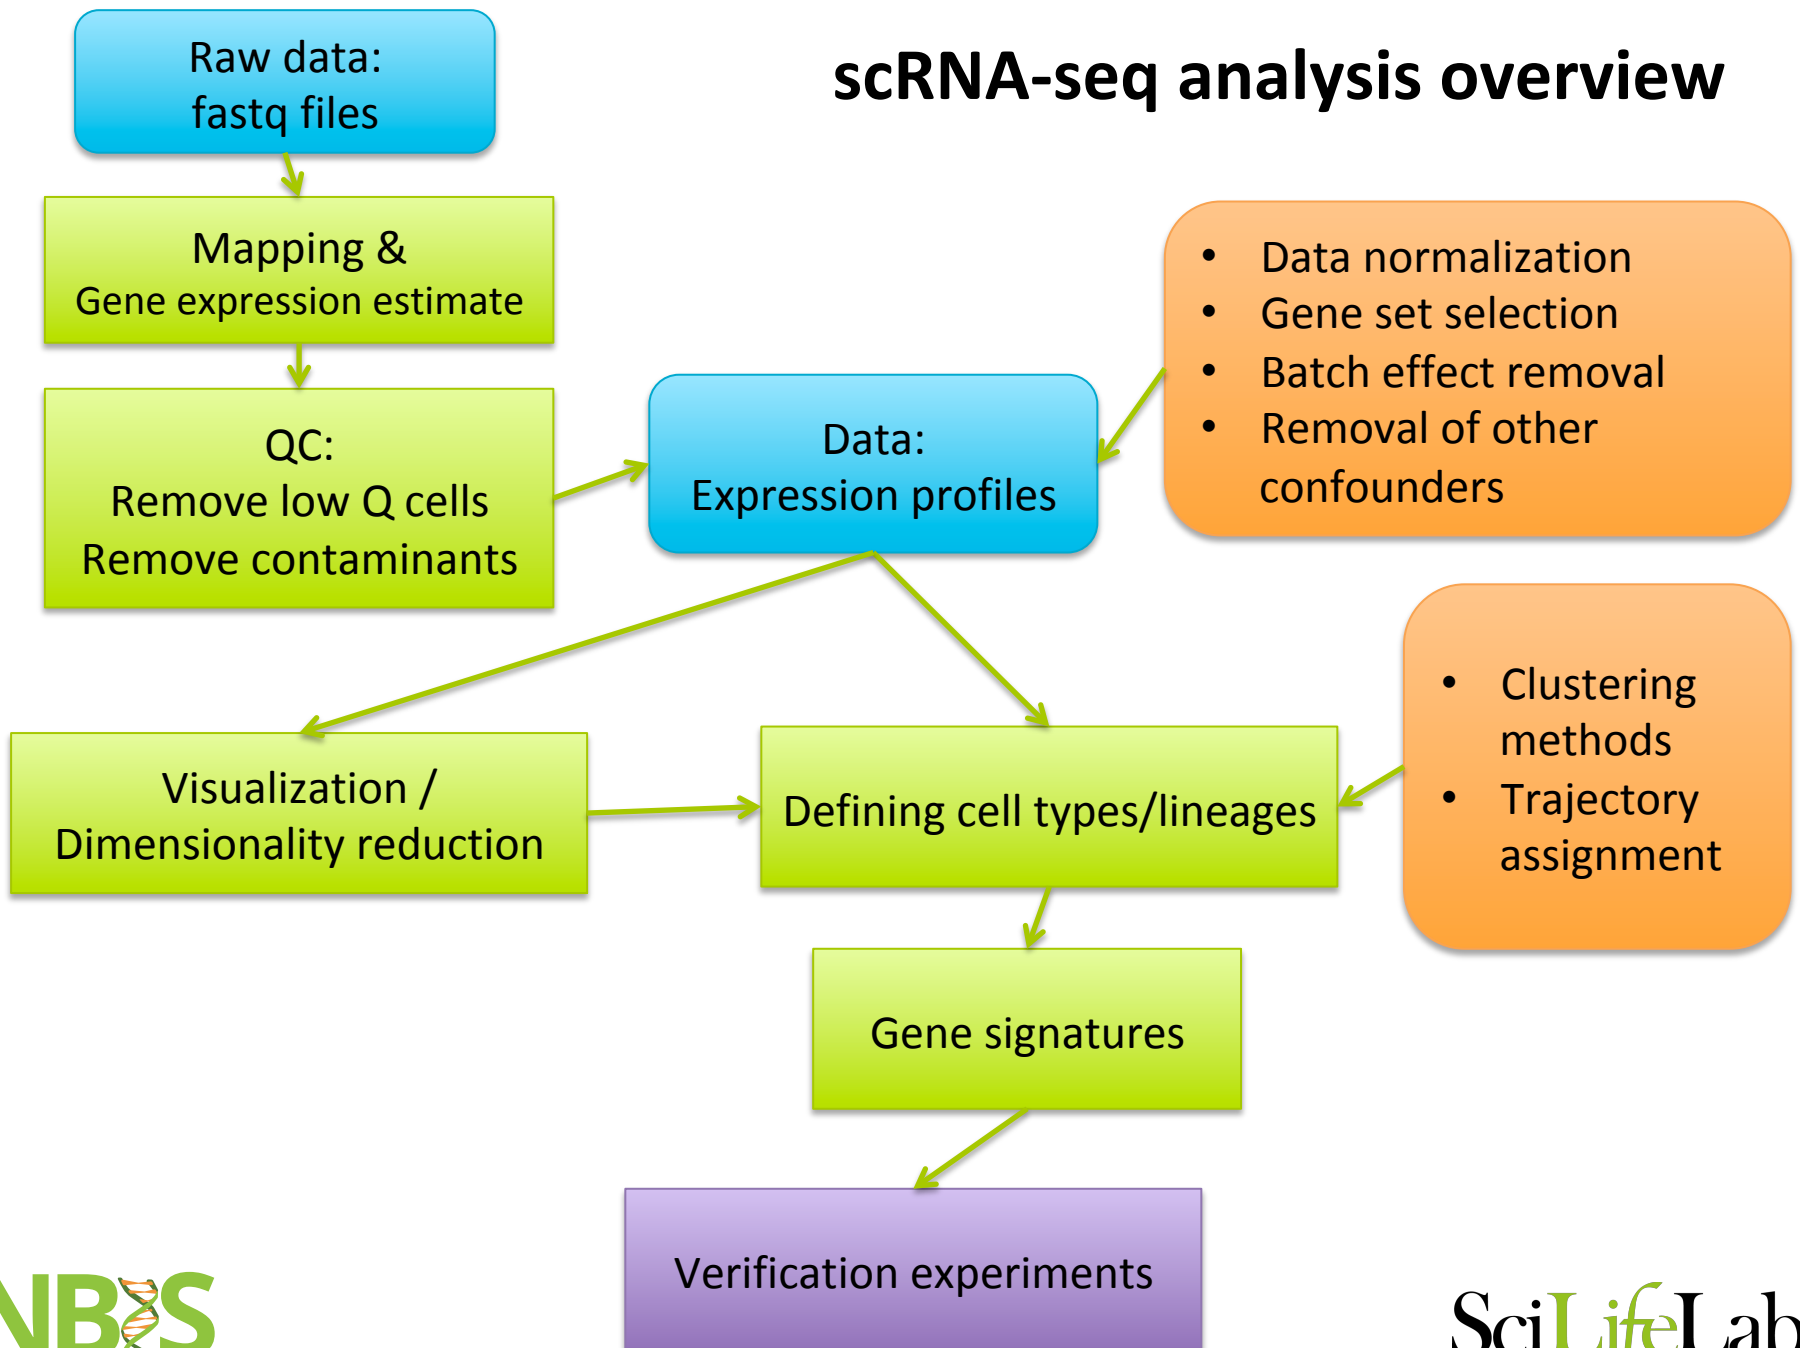 scRNA-seq analysis overview
Raw data:
fastq files
Mapping &
Gene expression estimate
QC:
Remove low Q cells
Remove contaminants
Data:
Expression profiles
• Data normalization
• Gene set selection
• Batch effect removal
• Removal of other
confounders
Visualization /
Dimensionality reduction
Defining cell types/lineages
• Clustering
methods
• Trajectory
assignment
Gene signatures
Verification experiments
NBIS
SciLifeLab